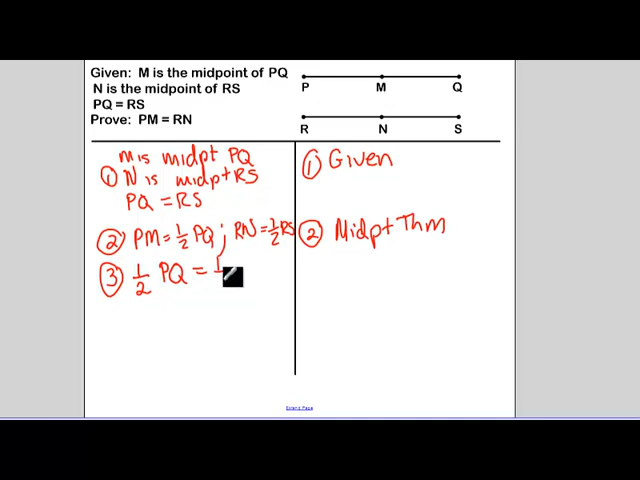 Given: M is the midpoint of PQ
N is the midpoint of RS
PQ = RS
Prove: PM = RN
P M Q
R N S
m is midpt PQ
① N is midpt RS
PQ = RS
① Given
② PM = 1/2 PQ ; RN = 1/2 RS
② Midpt Thm
③ 1/2 PQ = 1
Extend Page